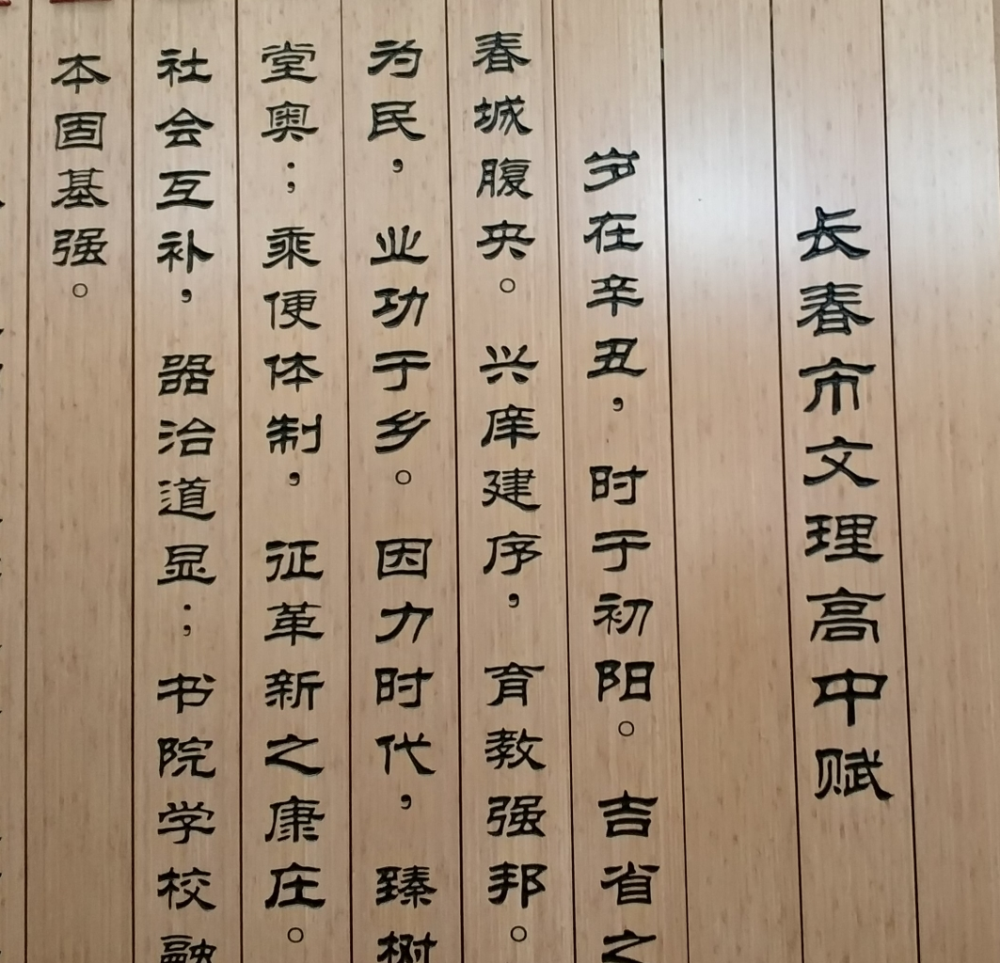 长春市文理高中赋
岁在辛丑，时于初阳。吉省之
春城腹央。兴庠建序，育教强邦。
为民，业功于乡。因力时代，臻树
堂奥；乘便体制，征革新之康庄。
社会互补，器治道显；书院学校融
本固基强。